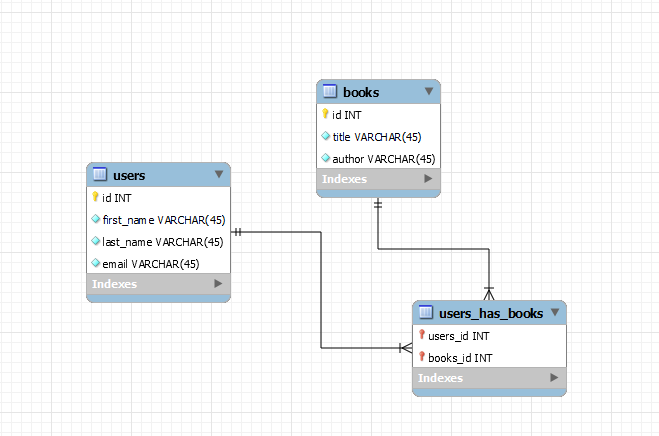 books
id INT
title VARCHAR(45)
author VARCHAR(45)
Indexes
users
id INT
first_name VARCHAR(45)
last_name VARCHAR(45)
email VARCHAR(45)
Indexes
users_has_books
users_id INT
books_id INT
Indexes